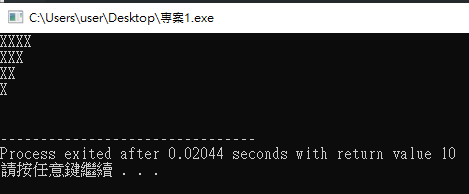 C:\Users\user\Desktop\專案1.exe
XXXX
XXX
XX
X
--------------------------------
Process exited after 0.02044 seconds with return value 10
請按任意鍵繼續 . . .